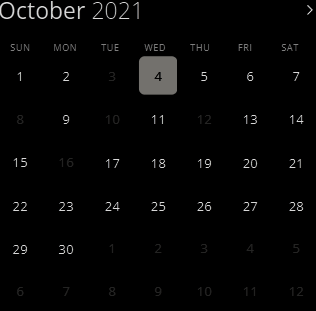 October 2021
SUN MON TUE WED THU FRI SAT
1 2 3 4 5 6 7
8 9 10 11 12 13 14
15 16 17 18 19 20 21
22 23 24 25 26 27 28
29 30 1 2 3 4 5
6 7 8 9 10 11 12